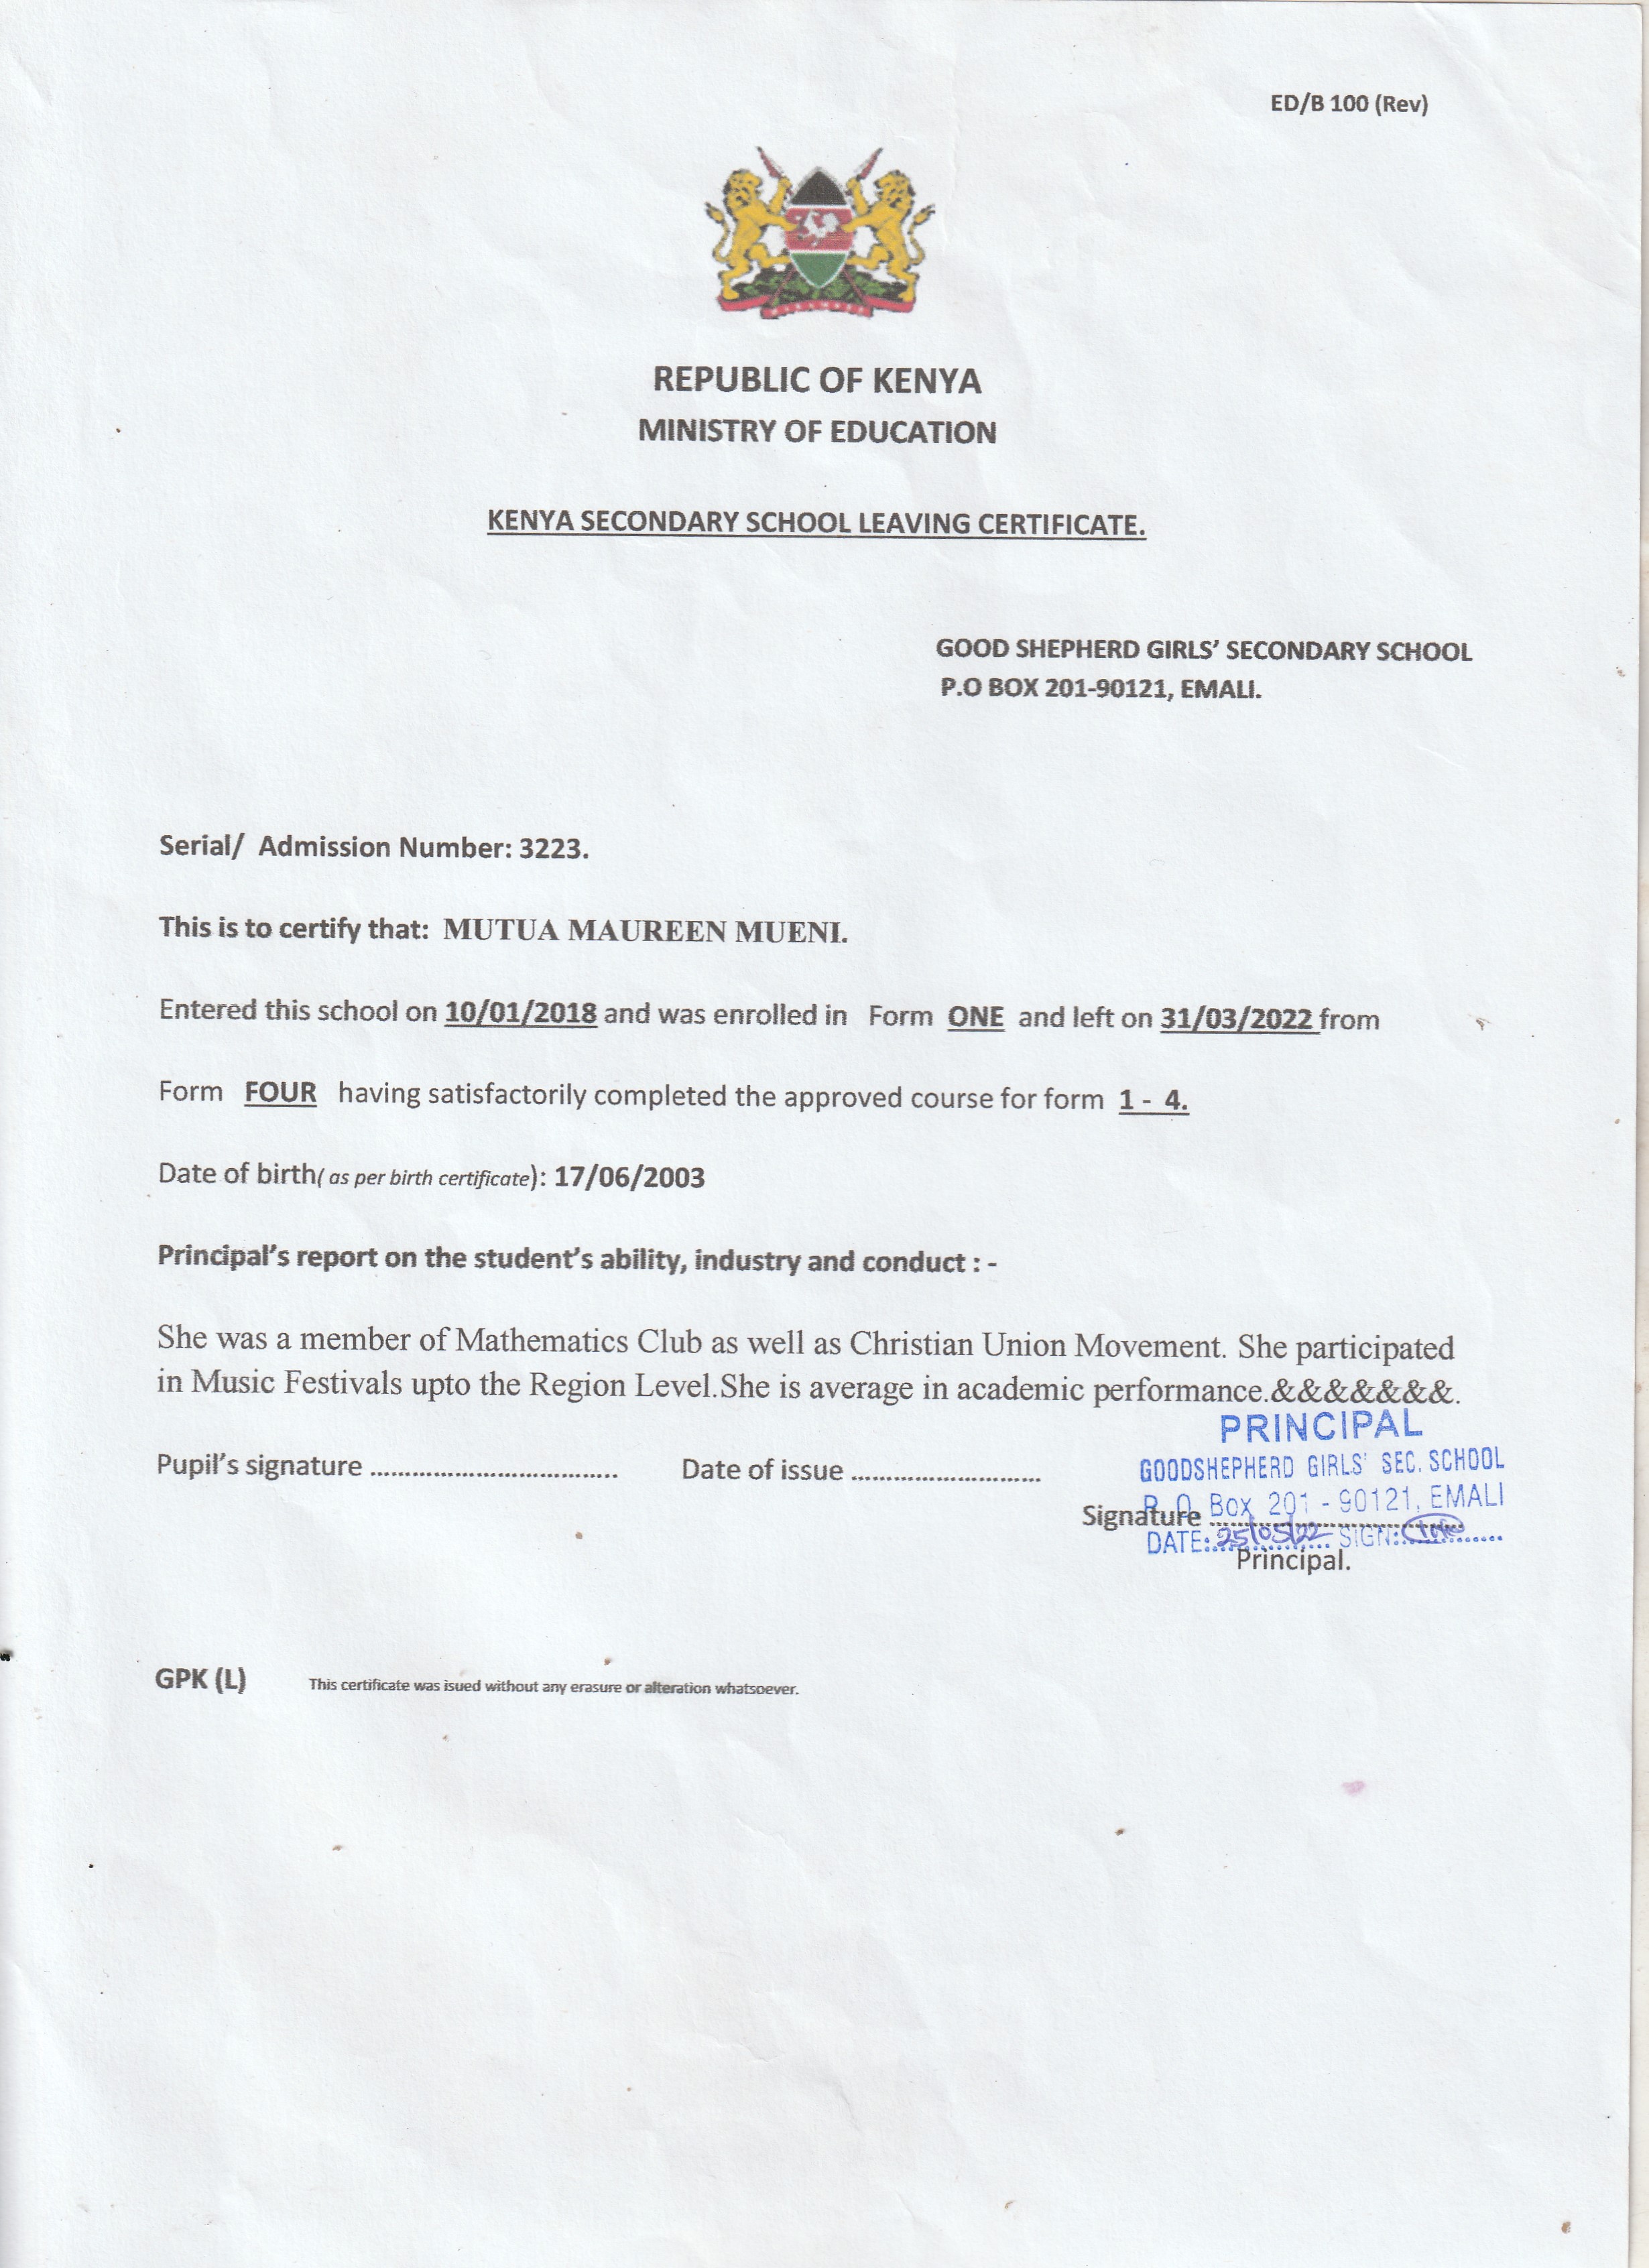 ED/B 100 (Rev)
REPUBLIC OF KENYA
MINISTRY OF EDUCATION
KENYA SECONDARY SCHOOL LEAVING CERTIFICATE.
GOOD SHEPHERD GIRLS’ SECONDARY SCHOOL
P.O BOX 201-90121, EMALI.
Serial/ Admission Number: 3223.
This is to certify that: MUTUA MAUREEN MUENI.
Entered this school on 10/01/2018 and was enrolled in Form ONE and left on 31/03/2022 from
Form FOUR having satisfactorily completed the approved course for form 1 - 4.
Date of birth( as per birth certificate): 17/06/2003
Principal’s report on the student’s ability, industry and conduct : -
She was a member of Mathematics Club as well as Christian Union Movement. She participated
in Music Festivals upto the Region Level.She is average in academic performance.&&&&&&&.
PRINCIPAL
GOODSHEPHERD GIRLS' SEC. SCHOOL
P. O. Box 201 - 90121, EMALI
DATE: 25/05/22 SIGN:
Pupil’s signature .................................. Date of issue ..........................
Signature ..................................
Principal.
GPK (L) This certificate was isued without any erasure or alteration whatsoever.